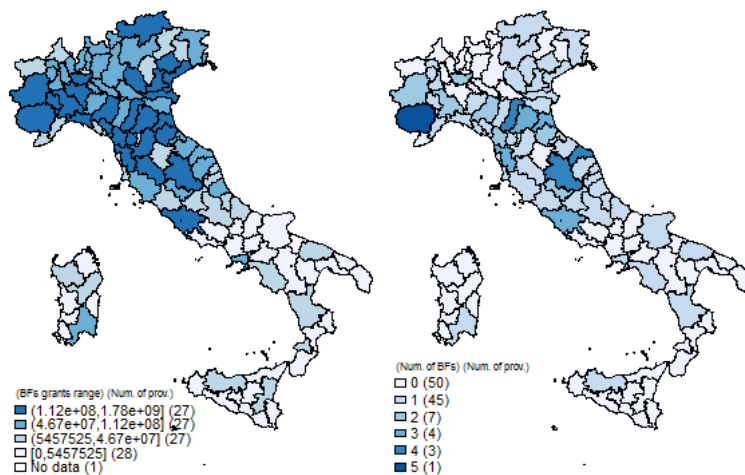 (BFs grants range) (Num. of prov.)
(1.12e+08,1.78e+09] (27)
(4.67e+07,1.12e+08] (27)
(5457525,4.67e+07] (27)
[0,5457525] (28)
No data (1)
(Num. of BFs) (Num. of prov.)
0 (50)
1 (45)
2 (7)
3 (4)
4 (3)
5 (1)